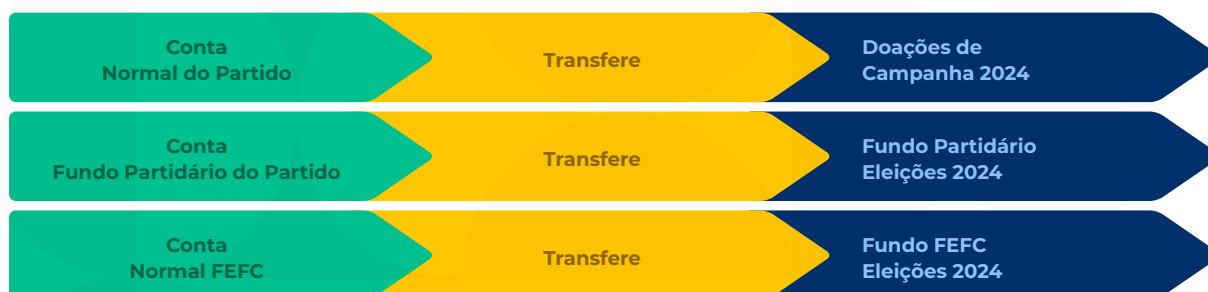 Conta
Normal do Partido
Transfere
Doações de
Campanha 2024
Conta
Fundo Partidário do Partido
Transfere
Fundo Partidário
Eleições 2024
Conta
Normal FEFC
Transfere
Fundo FEFC
Eleições 2024